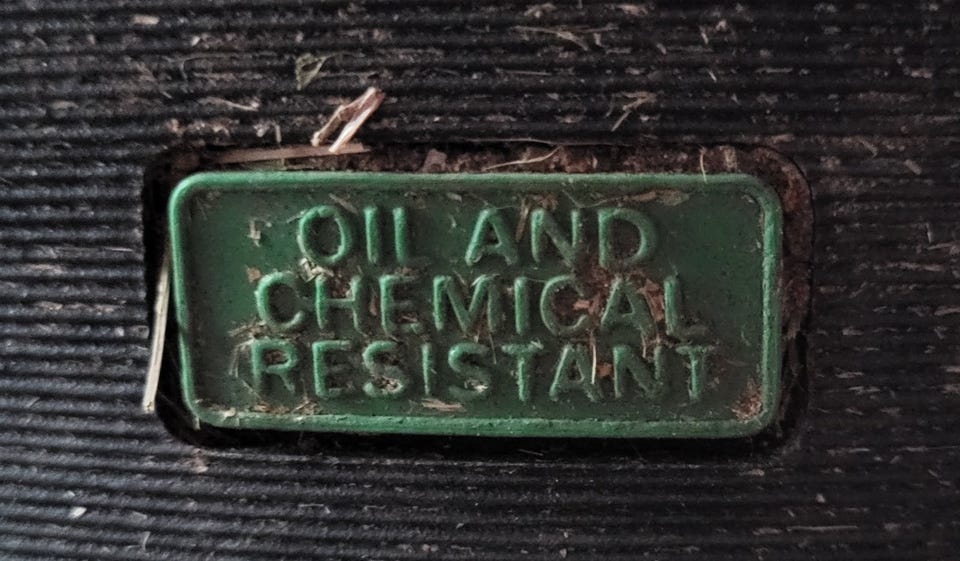 OIL AND
CHEMICAL
RESISTANT